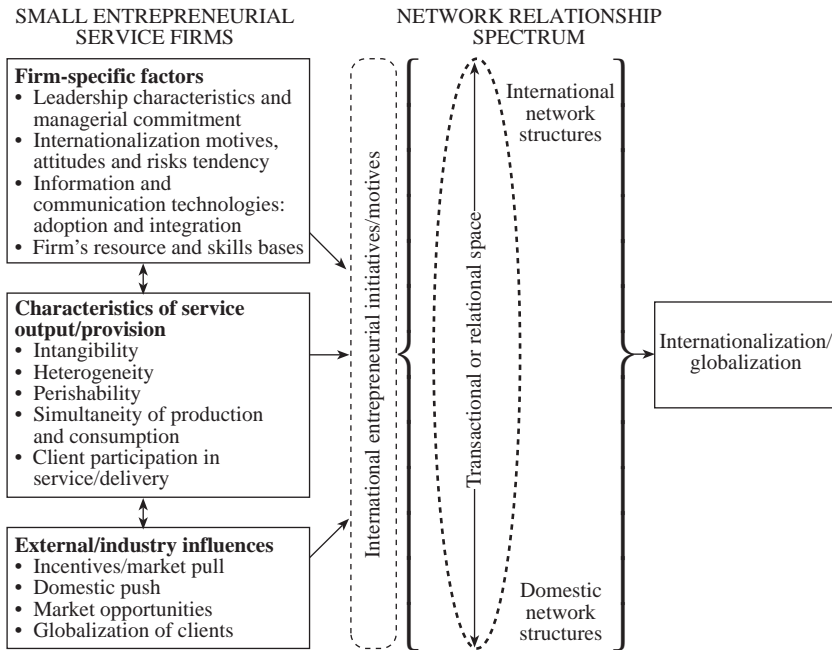 SMALL ENTREPRENEURIAL
SERVICE FIRMS
Firm-specific factors
• Leadership characteristics and
managerial commitment
• Internationalization motives,
attitudes and risks tendency
• Information and
communication technologies:
adoption and integration
• Firm's resource and skills bases
Characteristics of service
output/provision
• Intangibility
• Heterogeneity
• Perishability
• Simultaneity of production
and consumption
• Client participation in
service/delivery
External/industry influences
• Incentives/market pull
• Domestic push
• Market opportunities
• Globalization of clients
International entrepreneurial initiatives/motives
NETWORK RELATIONSHIP
SPECTRUM
International
network
structures
Transactional or relational space
Domestic
network
structures
Internationalization/
globalization